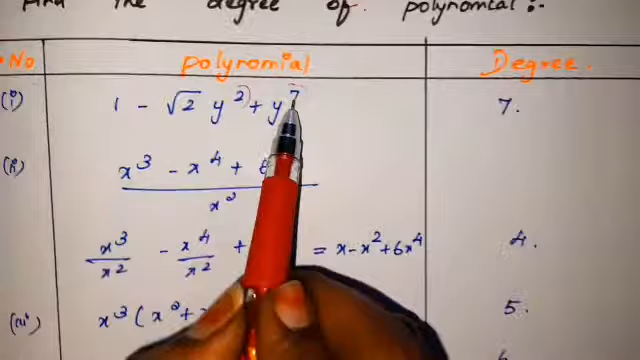 Find the degree of polynomial:-
No polynomial Degree.
(i) 1 - √2 y² + y⁷ 7.
(ii) x³ - x⁴ +
x²
x³/x² - x⁴/x² + = x - x² + 6x⁴ 4.
(iii) x³ (x² + 5.